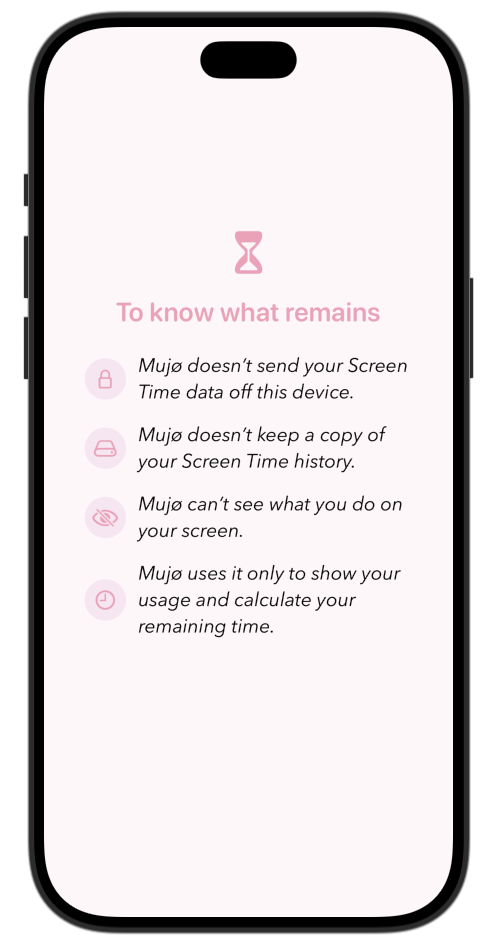 To know what remains
Mujø doesn’t send your Screen
Time data off this device.
Mujø doesn’t keep a copy of
your Screen Time history.
Mujø can’t see what you do on
your screen.
Mujø uses it only to show your
usage and calculate your
remaining time.